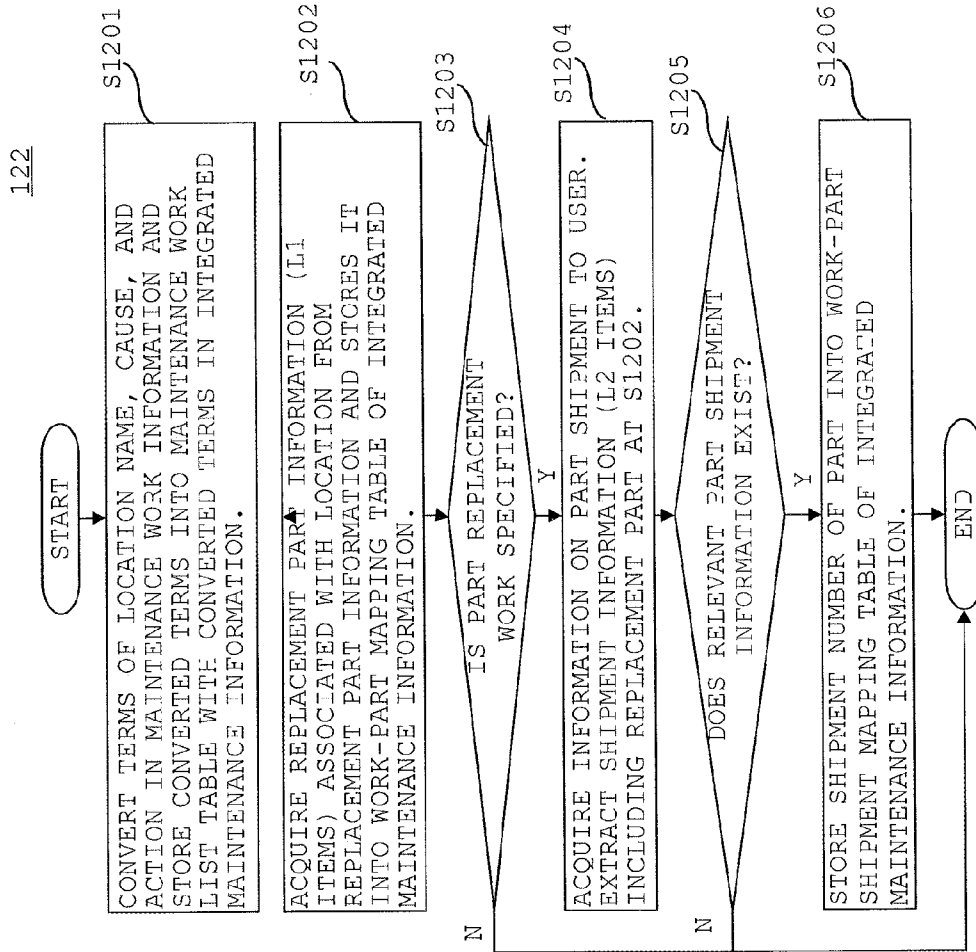 122
START
CONVERT TERMS OF LOCATION NAME, CAUSE, AND
ACTION IN MAINTENANCE WORK INFORMATION AND
STORE CONVERTED TERMS INTO MAINTENANCE WORK
LIST TABLE WITH CONVERTED TERMS IN INTEGRATED
MAINTENANCE INFORMATION.
S1201
ACQUIRE REPLACEMENT PART INFORMATION (L1
ITEMS) ASSOCIATED WITH LOCATION FROM
REPLACEMENT PART INFORMATION AND STORES IT
INTO WORK-PART MAPPING TABLE OF INTEGRATED
MAINTENANCE INFORMATION.
S1202
IS PART REPLACEMENT
WORK SPECIFIED?
S1203
N
Y
ACQUIRE INFORMATION ON PART SHIPMENT TO USER.
EXTRACT SHIPMENT INFORMATION (L2 ITEMS)
INCLUDING REPLACEMENT PART AT S1202.
S1204
DOES RELEVANT PART SHIPMENT
INFORMATION EXIST?
S1205
N
Y
STORE SHIPMENT NUMBER OF PART INTO WORK-PART
SHIPMENT MAPPING TABLE OF INTEGRATED
MAINTENANCE INFORMATION.
S1206
END